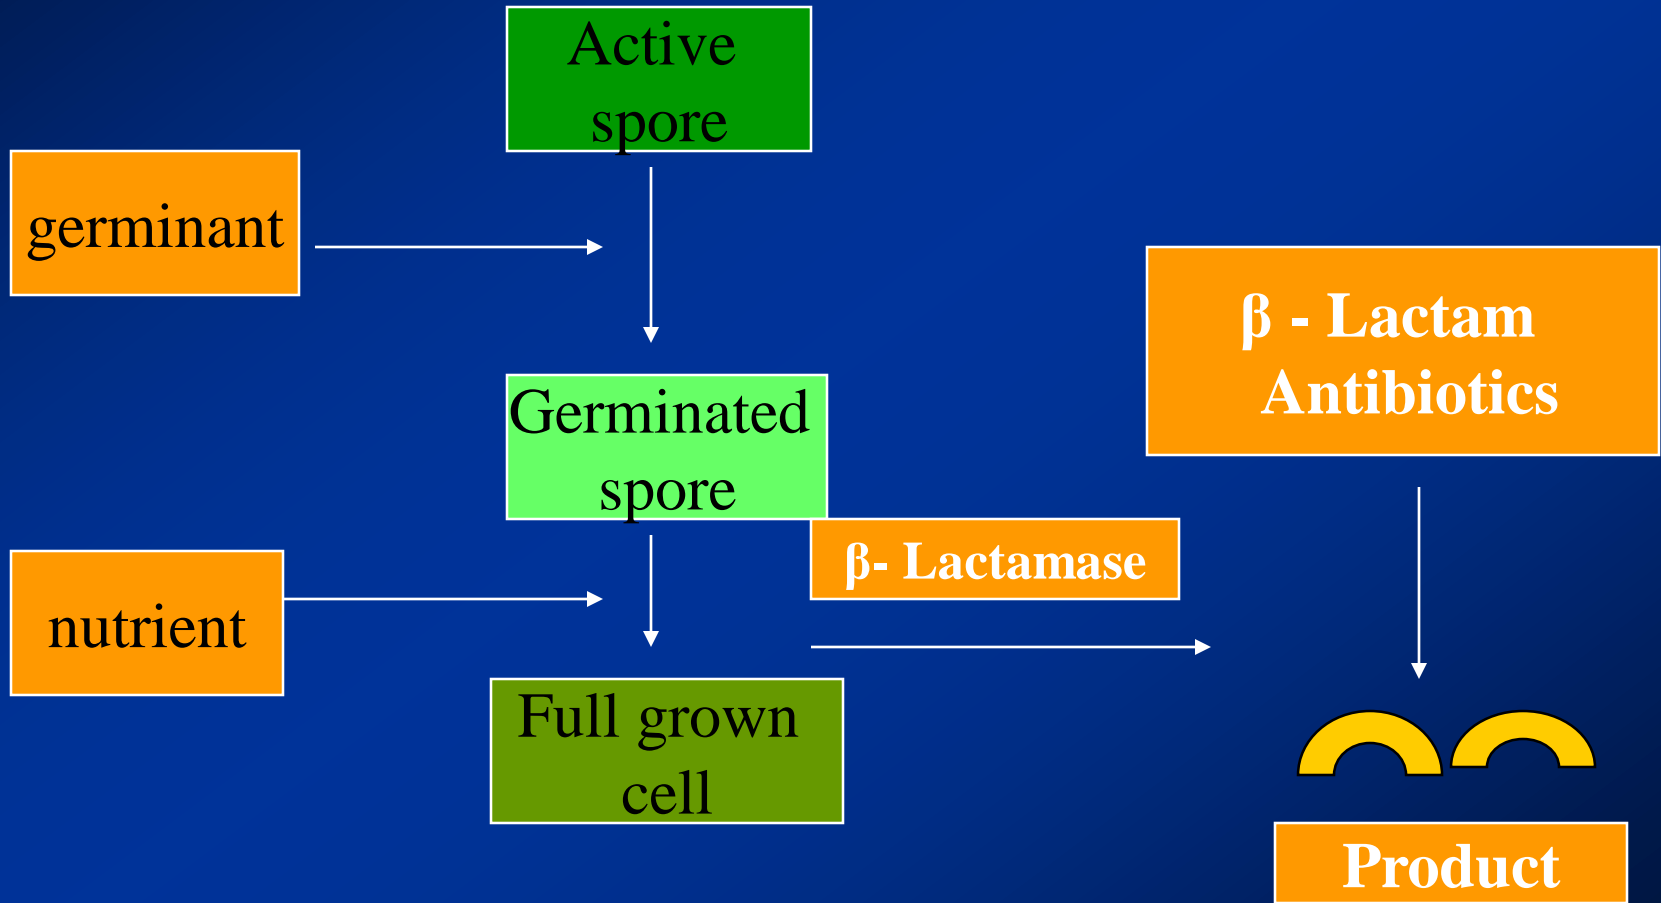 Active
spore
germinant
β - Lactam
Antibiotics
Germinated
spore
β- Lactamase
nutrient
Full grown
cell
Product